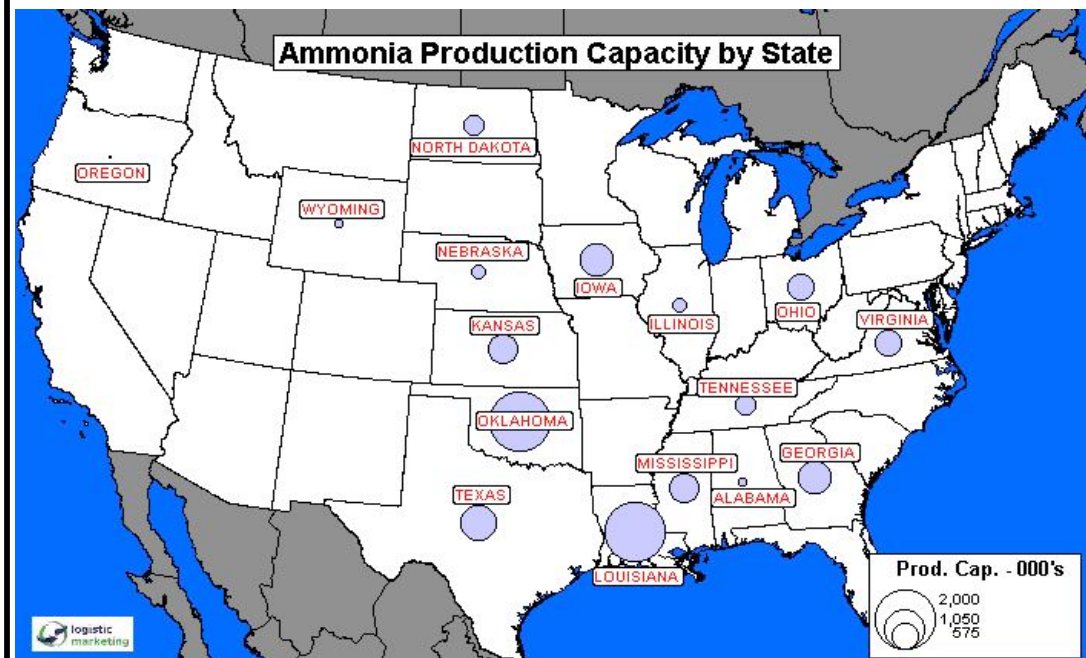 Ammonia Production Capacity by State
NORTH DAKOTA
OREGON
WYOMING
NEBRASKA
IOWA
ILLINOIS
OHIO
VIRGINIA
KANSAS
TENNESSEE
OKLAHOMA
MISSISSIPPI
GEORGIA
TEXAS
ALABAMA
LOUISIANA
Prod. Cap. - 000's
2,000
1,050
575
logistic
marketing